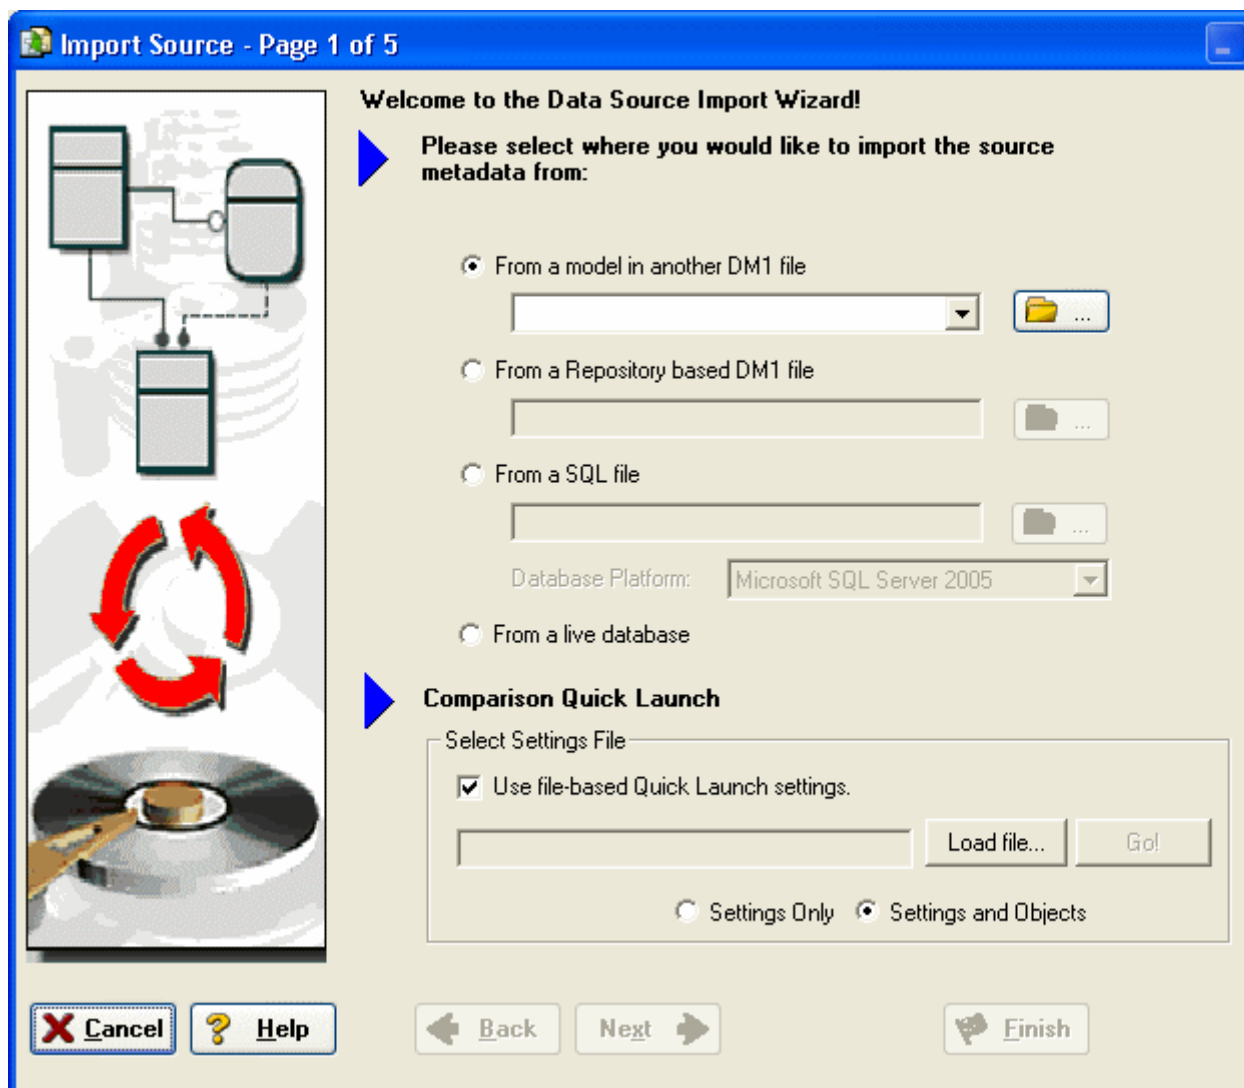 Import Source - Page 1 of 5
Welcome to the Data Source Import Wizard!
Please select where you would like to import the source
metadata from:
From a model in another DM1 file
...
From a Repository based DM1 file
...
From a SQL file
...
Database Platform: Microsoft SQL Server 2005
From a live database
Comparison Quick Launch
Select Settings File
Use file-based Quick Launch settings.
Load file... Go!
Settings Only Settings and Objects
Cancel Help Back Next Finish